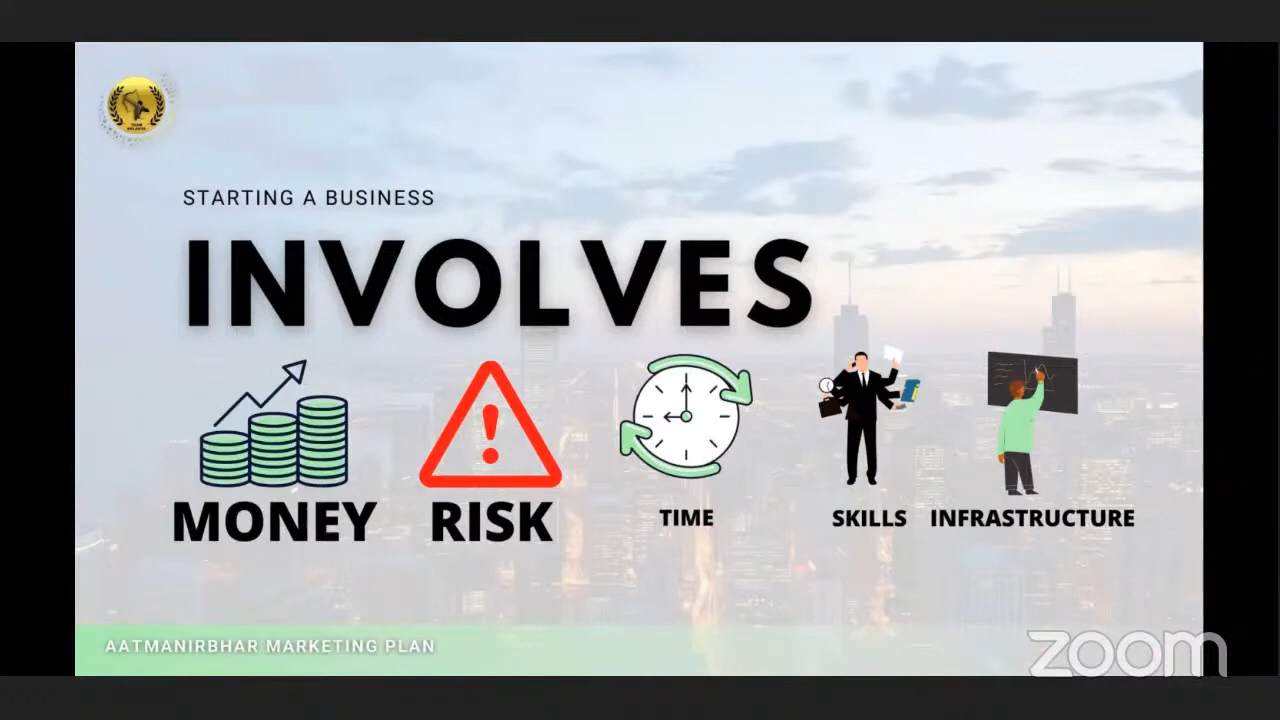 STARTING A BUSINESS
INVOLVES
MONEY
RISK
TIME
SKILLS
INFRASTRUCTURE
AATMANIRBHAR MARKETING PLAN
zoom